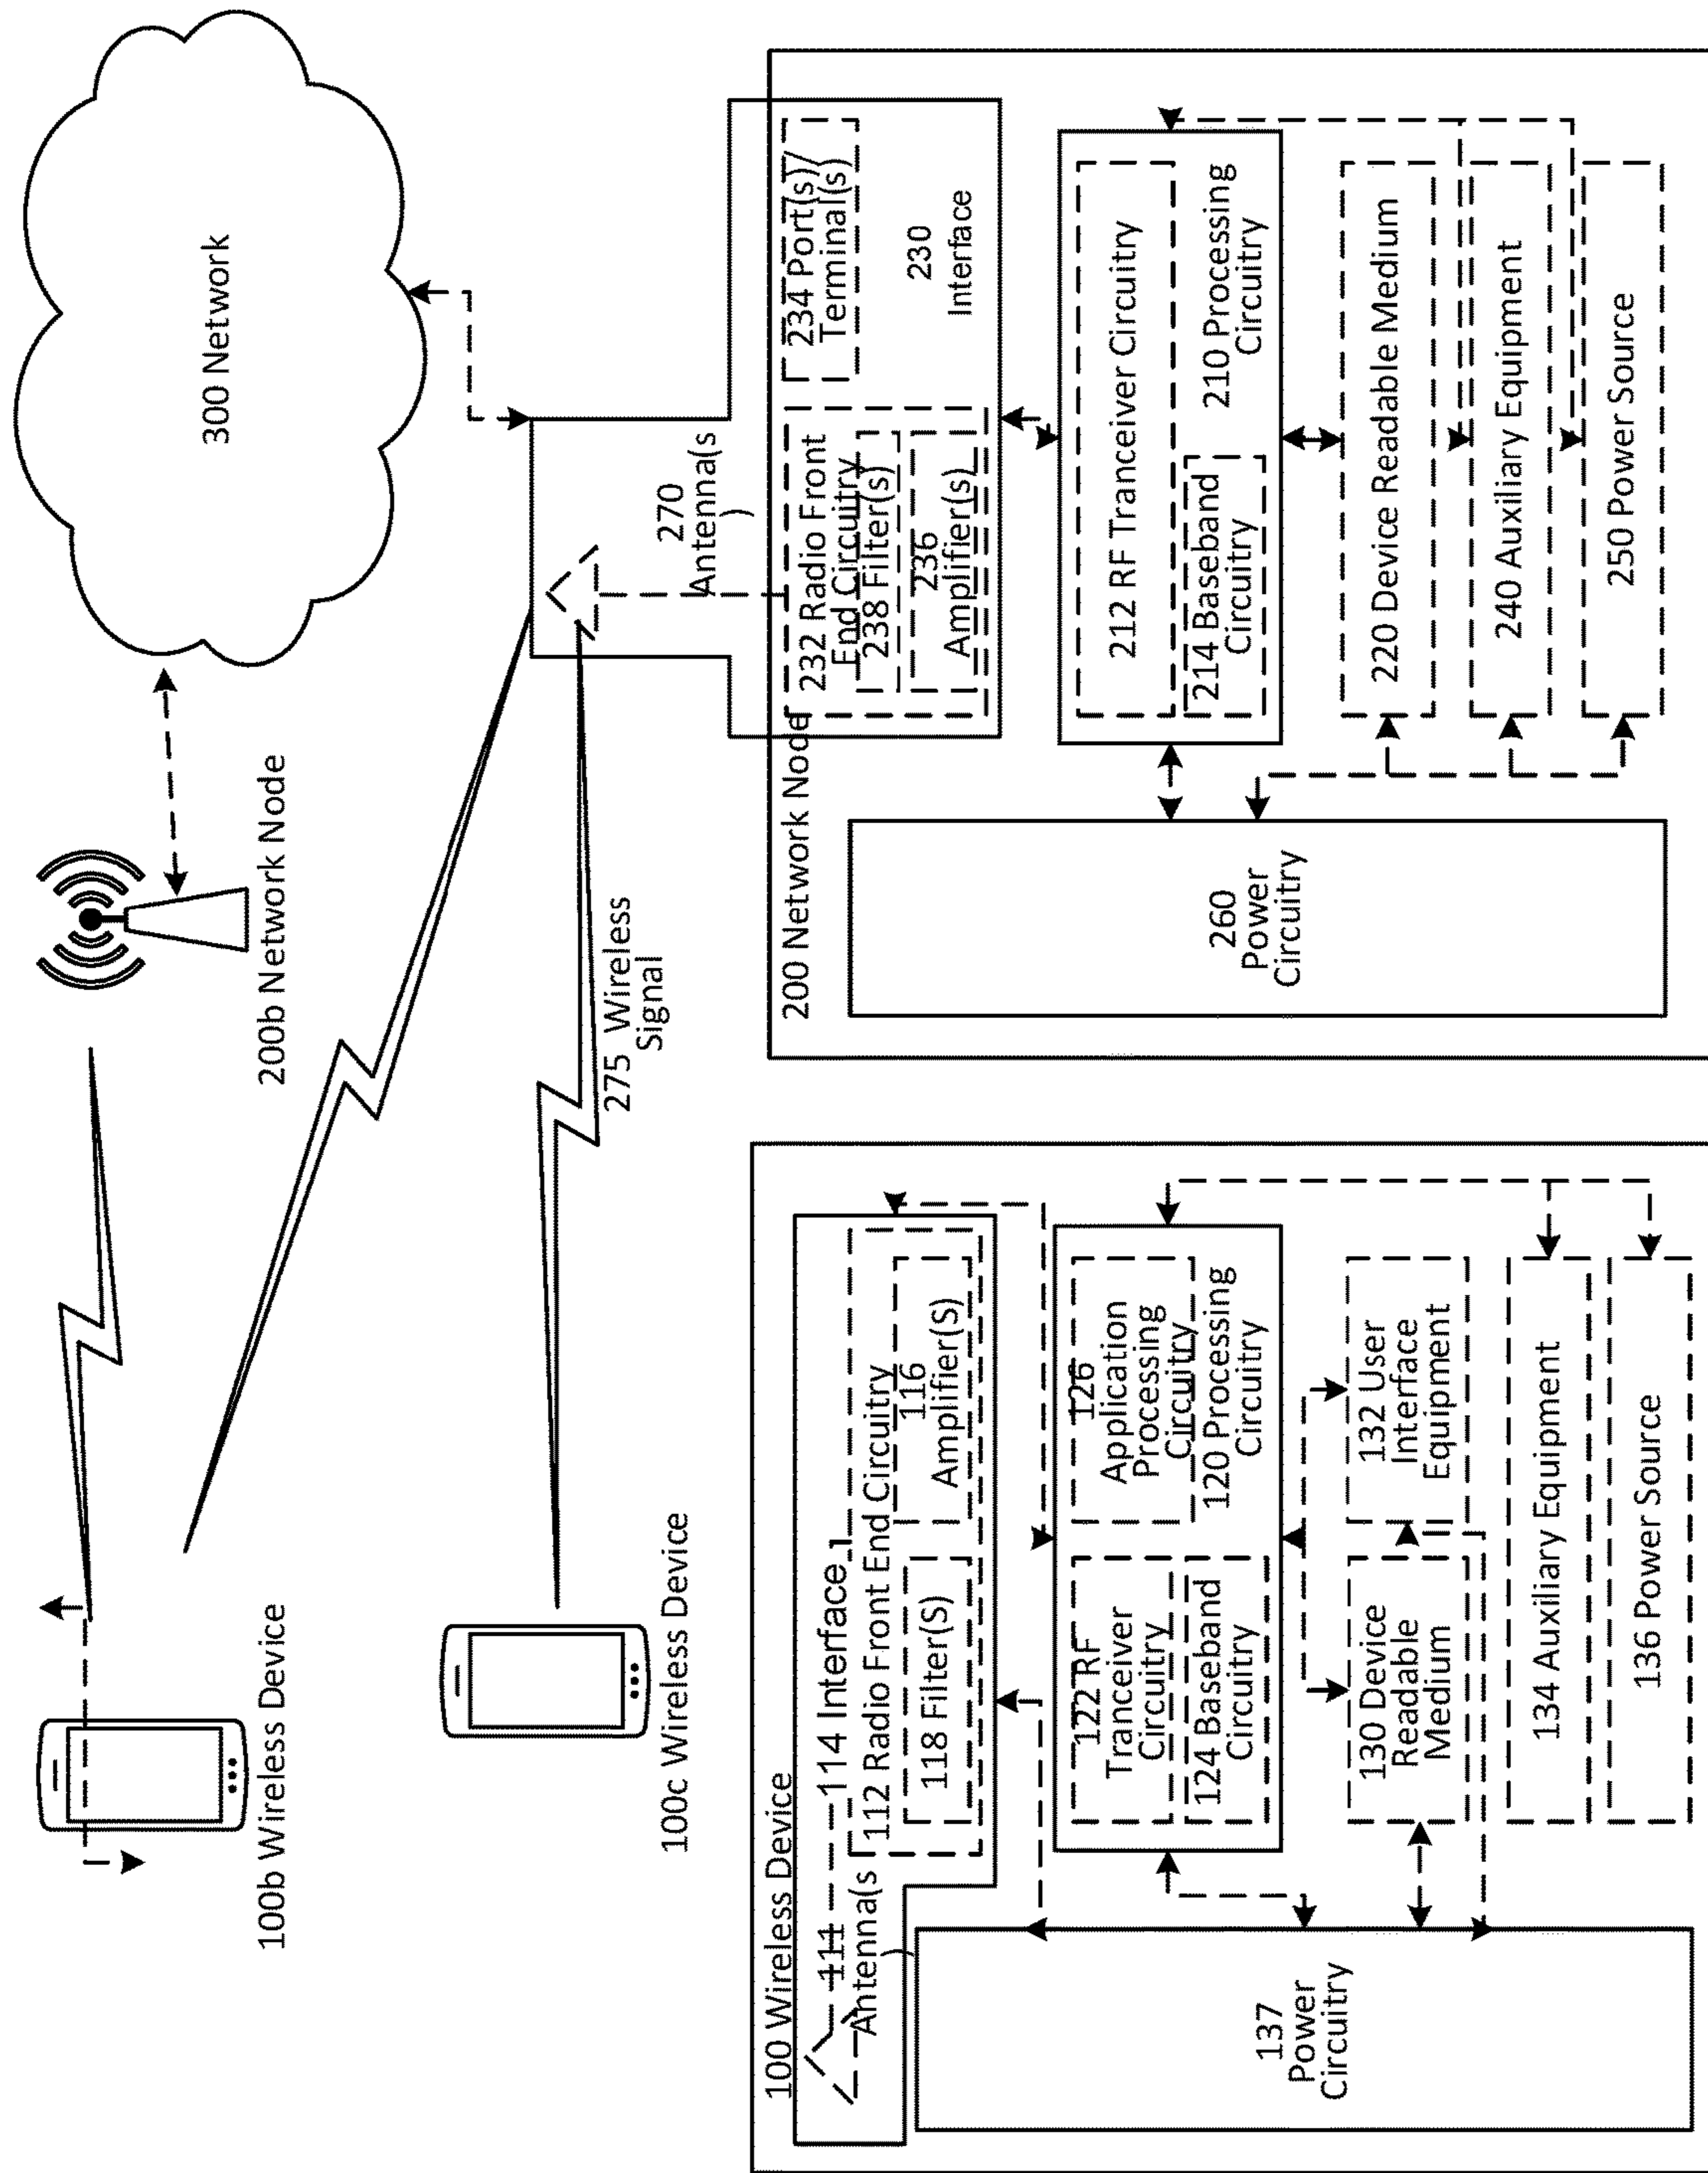 300 Network
200b Network Node
100b Wireless Device
100c Wireless Device
275 Wireless
Signal
270
Antenna(s
200 Network Node
232 Radio Front
End Circuitry
238 Filter(s)
236
Amplifier(s)
234 Port(s)/
Terminal(s)
230
Interface
212 RF Tranceiver Circuitry
214 Baseband
Circuitry
210 Processing
Circuitry
220 Device Readable Medium
240 Auxiliary Equipment
250 Power Source
260
Power
Circuitry
100 Wireless Device
111
Antenna(s
114 Interface
112 Radio Front End Circuitry
118 Filter(S)
116
Amplifier(S)
122 RF
Tranceiver
Circuitry
124 Baseband
Circuitry
126
Application
Processing
Circuitry
120 Processing
Circuitry
130 Device
Readable
Medium
132 User
Interface
Equipment
134 Auxiliary Equipment
136 Power Source
137
Power
Circuitry